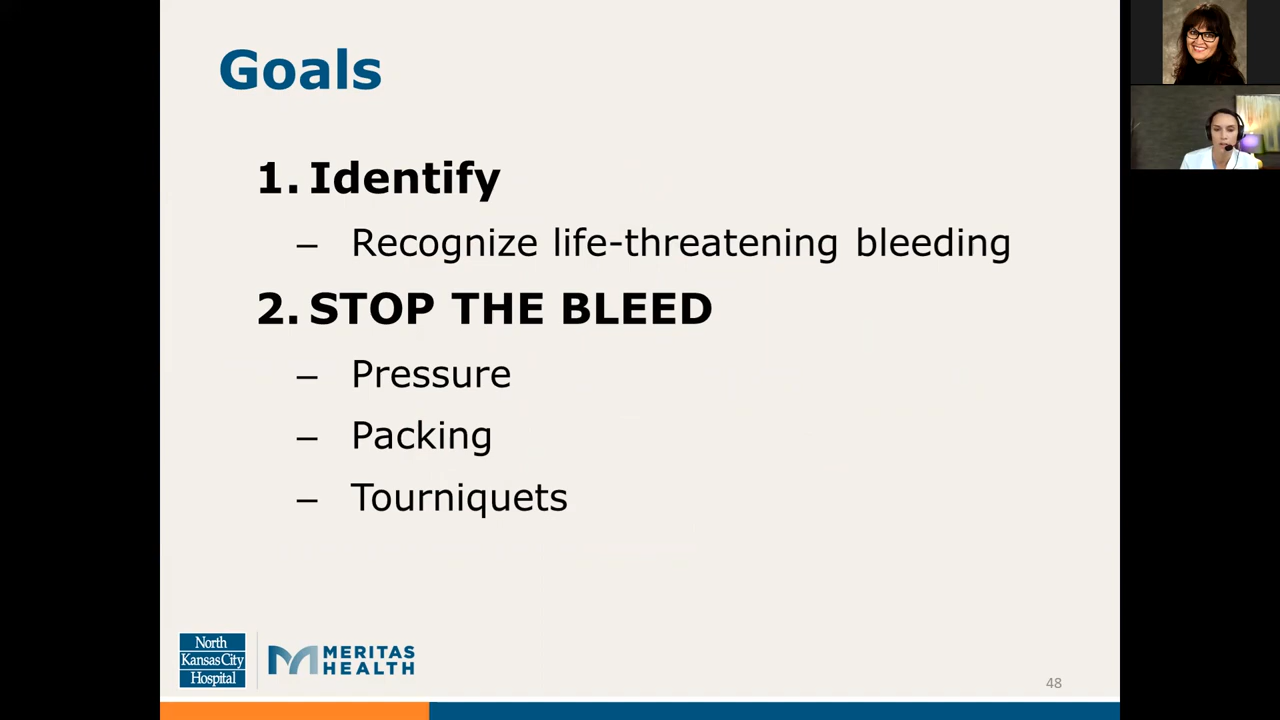 Goals
1. Identify
– Recognize life-threatening bleeding
2. STOP THE BLEED
– Pressure
– Packing
– Tourniquets
North
Kansas City
Hospital
MERITAS
HEALTH
48